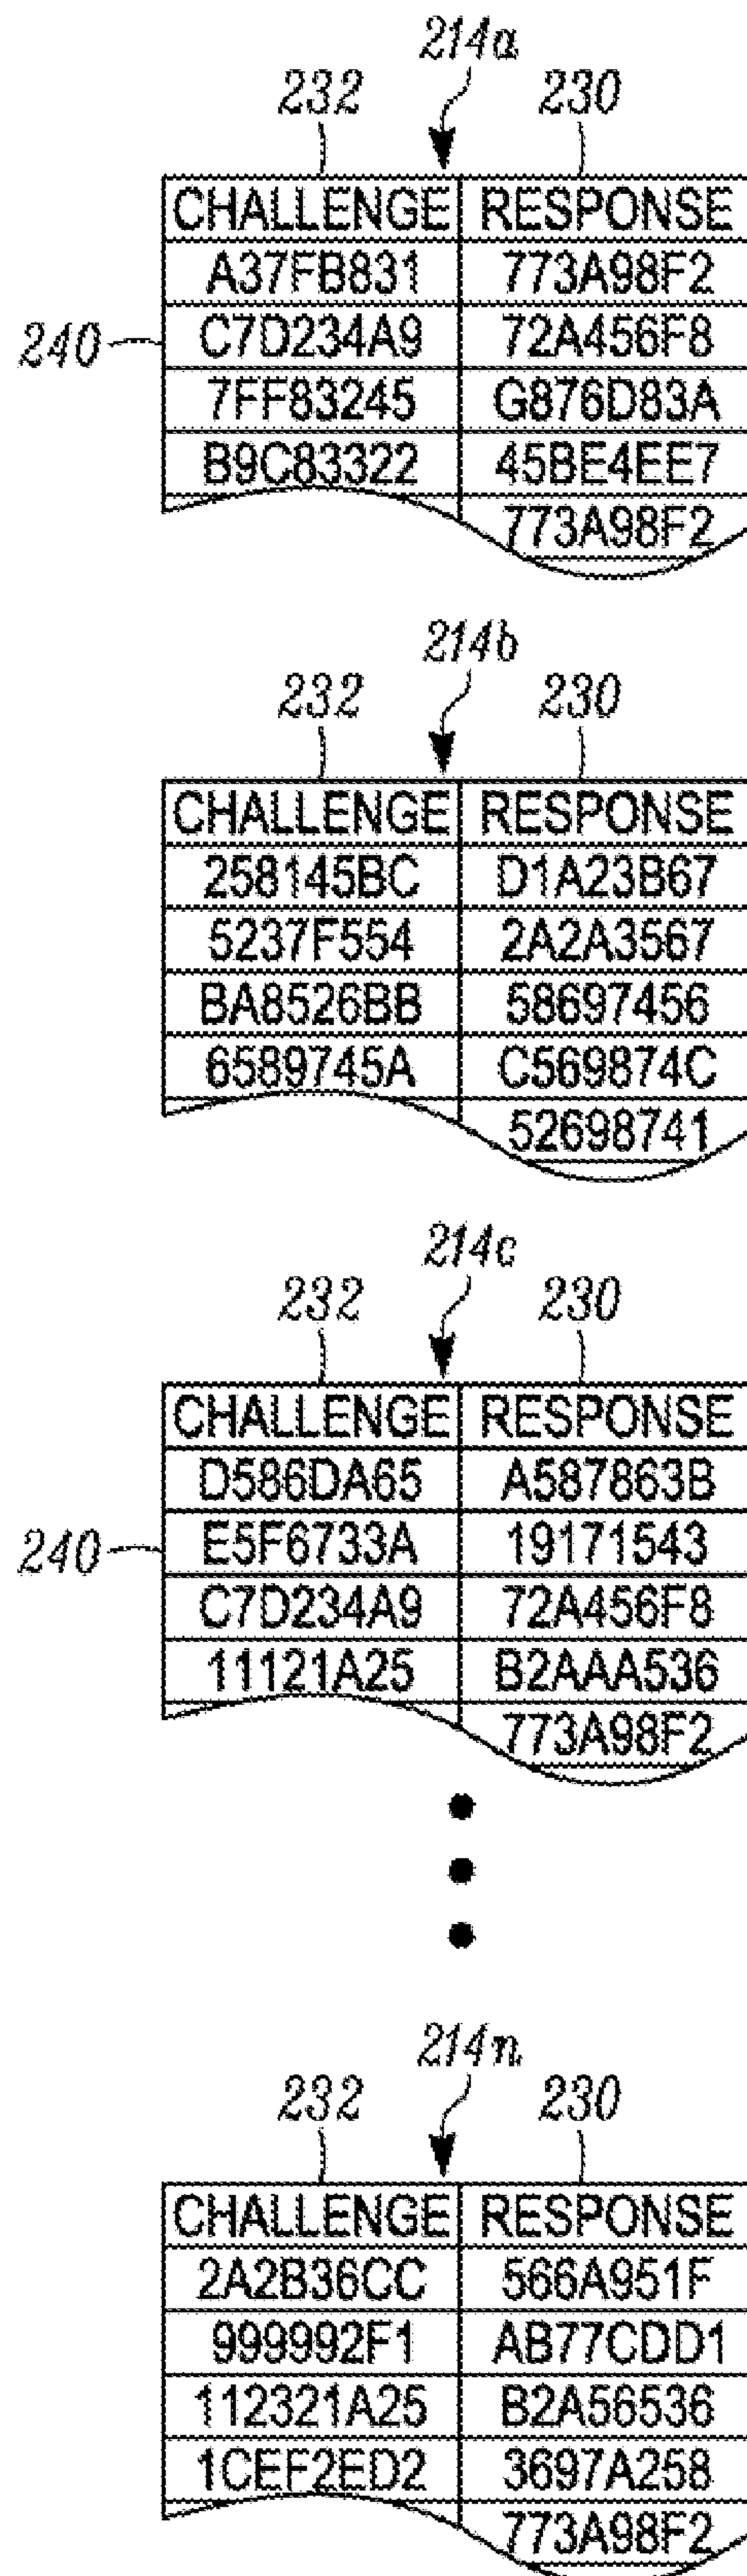 214a
232 230
CHALLENGE RESPONSE
A37FB831 773A98F2
240 C7D234A9 72A456F8
7FF83245 G876D83A
B9C83322 45BE4EE7
773A98F2
214b
232 230
CHALLENGE RESPONSE
258145BC D1A23B67
5237F554 2A2A3567
BA8526BB 58697456
6589745A C569874C
52698741
214c
232 230
CHALLENGE RESPONSE
D586DA65 A587863B
240 E5F6733A 19171543
C7D234A9 72A456F8
11121A25 B2AAA536
773A98F2
214n
232 230
CHALLENGE RESPONSE
2A2B36CC 566A951F
999992F1 AB77CDD1
112321A25 B2A56536
1CEF2ED2 3697A258
773A98F2